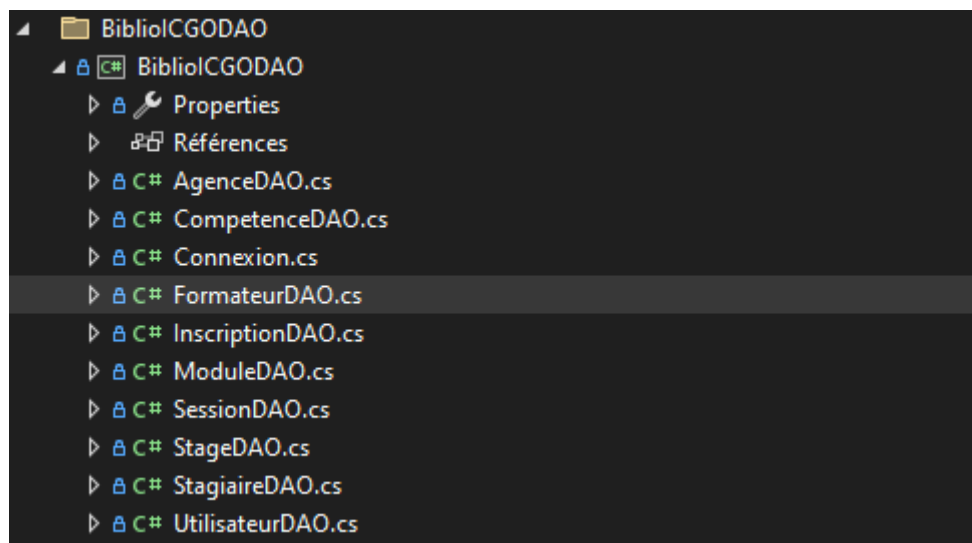 BiblioICGODAO
C# BiblioICGODAO
Properties
Références
C# AgenceDAO.cs
C# CompetenceDAO.cs
C# Connexion.cs
C# FormateurDAO.cs
C# InscriptionDAO.cs
C# ModuleDAO.cs
C# SessionDAO.cs
C# StageDAO.cs
C# StagiaireDAO.cs
C# UtilisateurDAO.cs